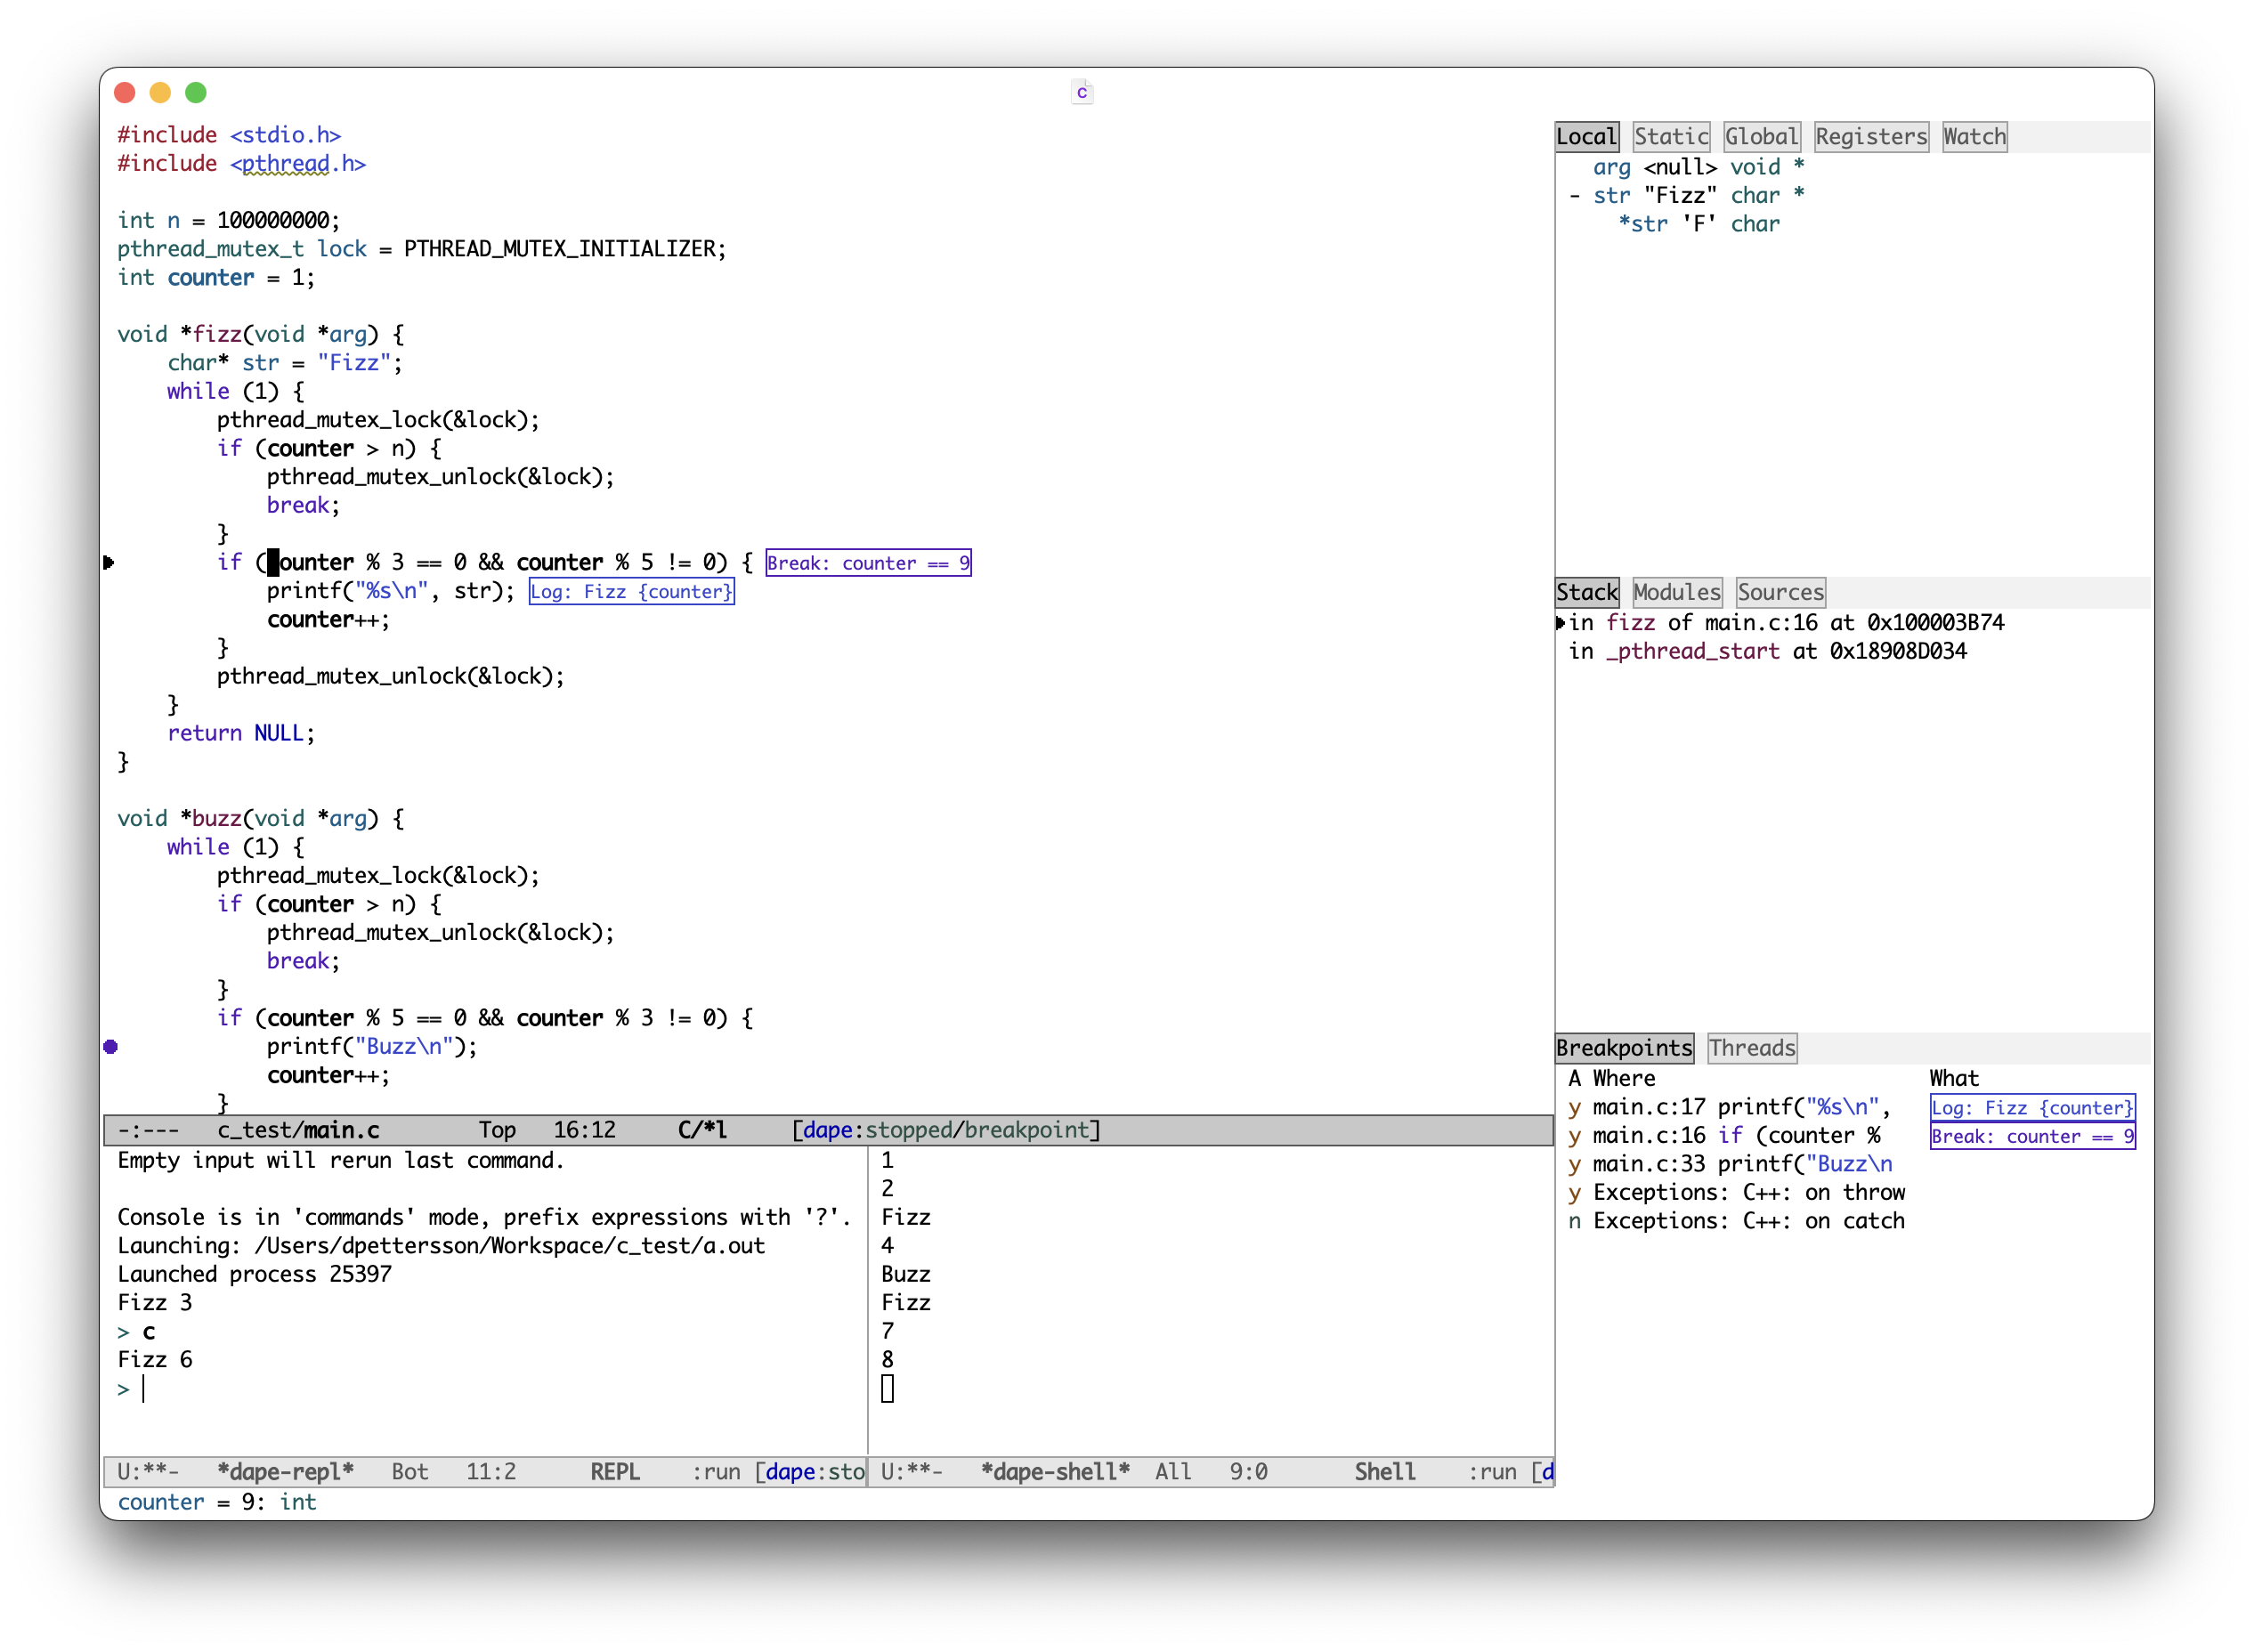 C
#include <stdio.h>
#include <pthread.h>
int n = 100000000;
pthread_mutex_t lock = PTHREAD_MUTEX_INITIALIZER;
int counter = 1;
void *fizz(void *arg) {
    char* str = "Fizz";
    while (1) {
        pthread_mutex_lock(&lock);
        if (counter > n) {
            pthread_mutex_unlock(&lock);
            break;
        }
        if (counter % 3 == 0 && counter % 5 != 0) { Break: counter == 9
            printf("%s\n", str); Log: Fizz {counter}
            counter++;
        }
        pthread_mutex_unlock(&lock);
    }
    return NULL;
}
void *buzz(void *arg) {
    while (1) {
        pthread_mutex_lock(&lock);
        if (counter > n) {
            pthread_mutex_unlock(&lock);
            break;
        }
        if (counter % 5 == 0 && counter % 3 != 0) {
            printf("Buzz\n");
            counter++;
        }
-:--- c_test/main.c Top 16:12 C/*l [dape:stopped/breakpoint]
Empty input will rerun last command.
Console is in 'commands' mode, prefix expressions with '?'.
Launching: /Users/dpettersson/Workspace/c_test/a.out
Launched process 25397
Fizz 3
> c
Fizz 6
>
U:**- *dape-repl* Bot 11:2 REPL :run [dape:sto
1
2
Fizz
4
Buzz
Fizz
7
8
U:**- *dape-shell* All 9:0 Shell :run [d
counter = 9: int
Local Static Global Registers Watch
arg <null> void *
- str "Fizz" char *
*str 'F' char
Stack Modules Sources
in fizz of main.c:16 at 0x100003B74
in _pthread_start at 0x18908D034
Breakpoints Threads
A Where What
y main.c:17 printf("%s\n", Log: Fizz {counter}
y main.c:16 if (counter % Break: counter == 9
y main.c:33 printf("Buzz\n
y Exceptions: C++: on throw
n Exceptions: C++: on catch